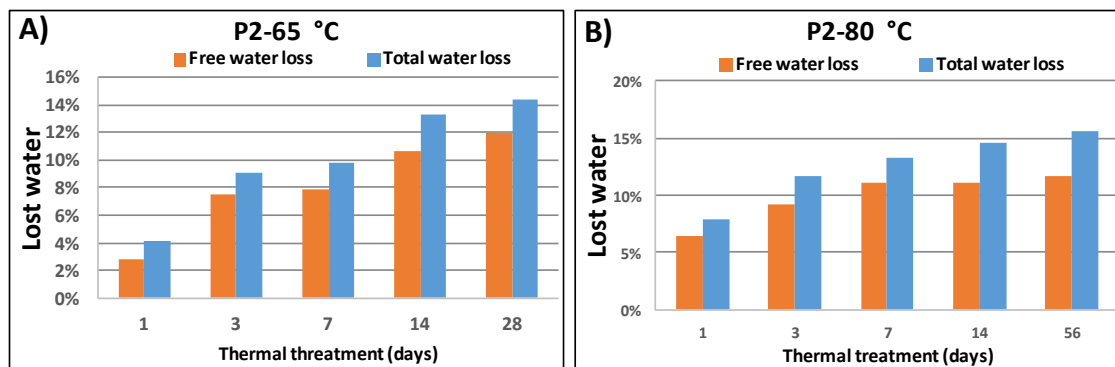 A)
P2-65 °C
Free water loss
Total water loss
16%
14%
12%
10%
8%
6%
4%
2%
0%
Lost water
1 3 7 14 28
Thermal threatment (days)
B)
P2-80 °C
Free water loss
Total water loss
20%
15%
10%
5%
0%
Lost water
1 3 7 14 56
Thermal treatment (days)